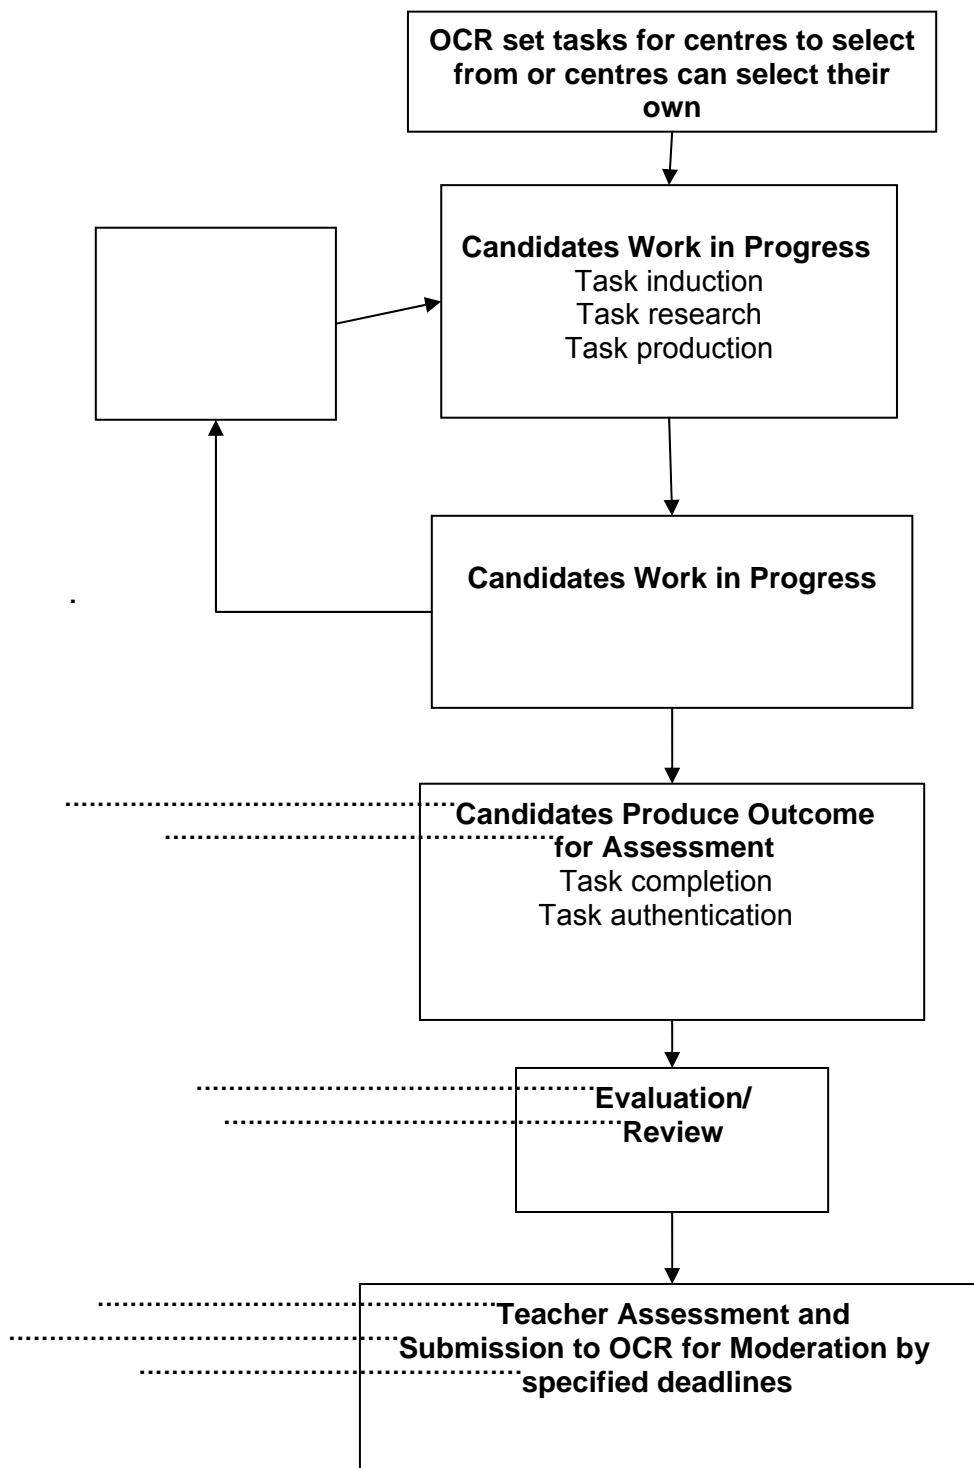 OCR set tasks for centres to select
from or centres can select their
own
Candidates Work in Progress
Task induction
Task research
Task production
Candidates Work in Progress
.
................................................Candidates Produce Outcome
................................................for Assessment
Task completion
Task authentication
................................................Evaluation/
................................................Review
................................................Teacher Assessment and
................................................Submission to OCR for Moderation by
................................................specified deadlines